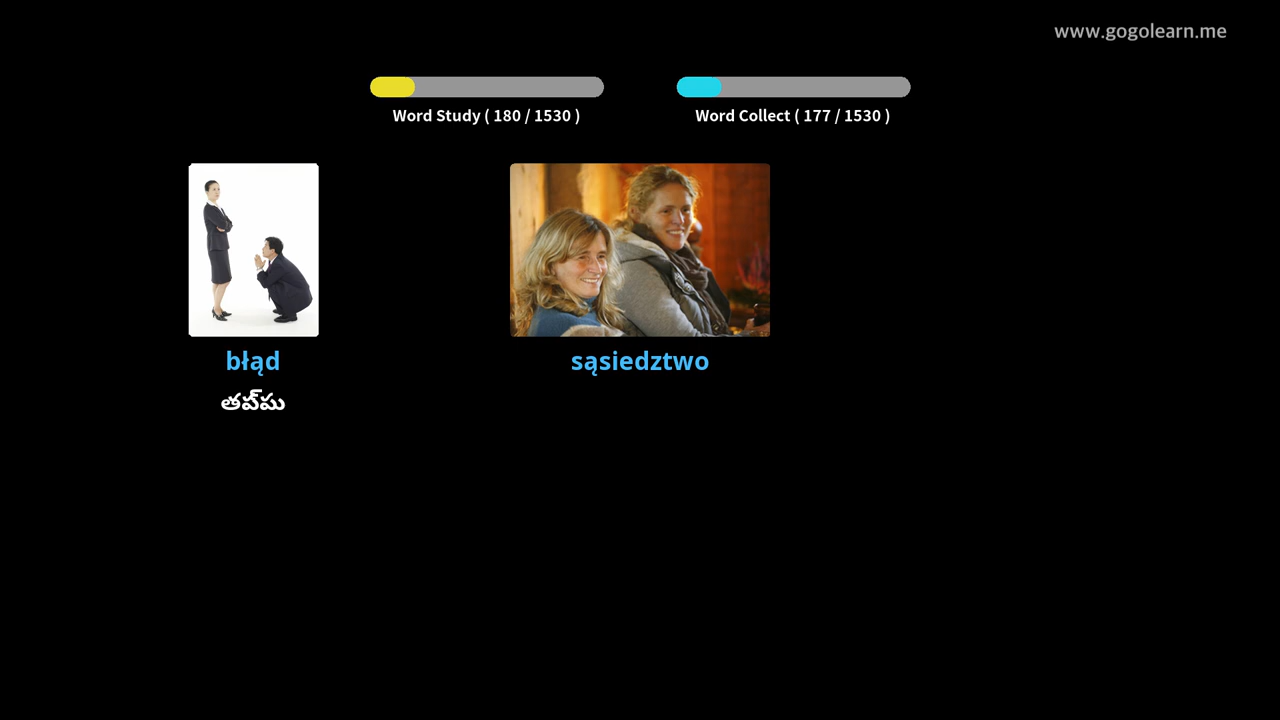 www.gogolearn.me
Word Study ( 180 / 1530 )
Word Collect ( 177 / 1530 )
błąd
sąsiedztwo
తప్పు